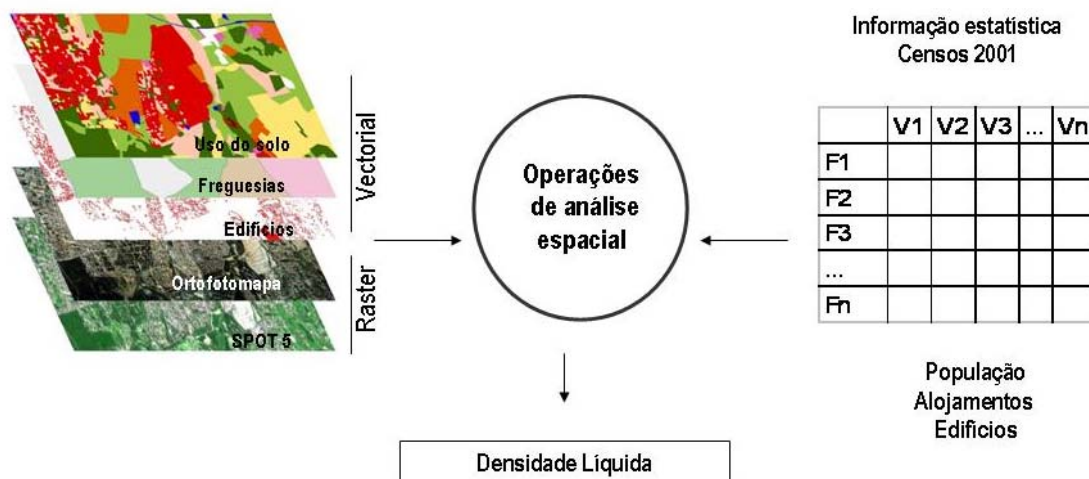 Uso do solo
Freguesias
Edifícios
Ortofotomapa
SPOT 5
Vectorial
Raster
Operações
de análise
espacial
Informação estatística
Censos 2001
V1 V2 V3 ... Vn
F1
F2
F3
...
Fn
População
Alojamentos
Edifícios
Densidade Líquida